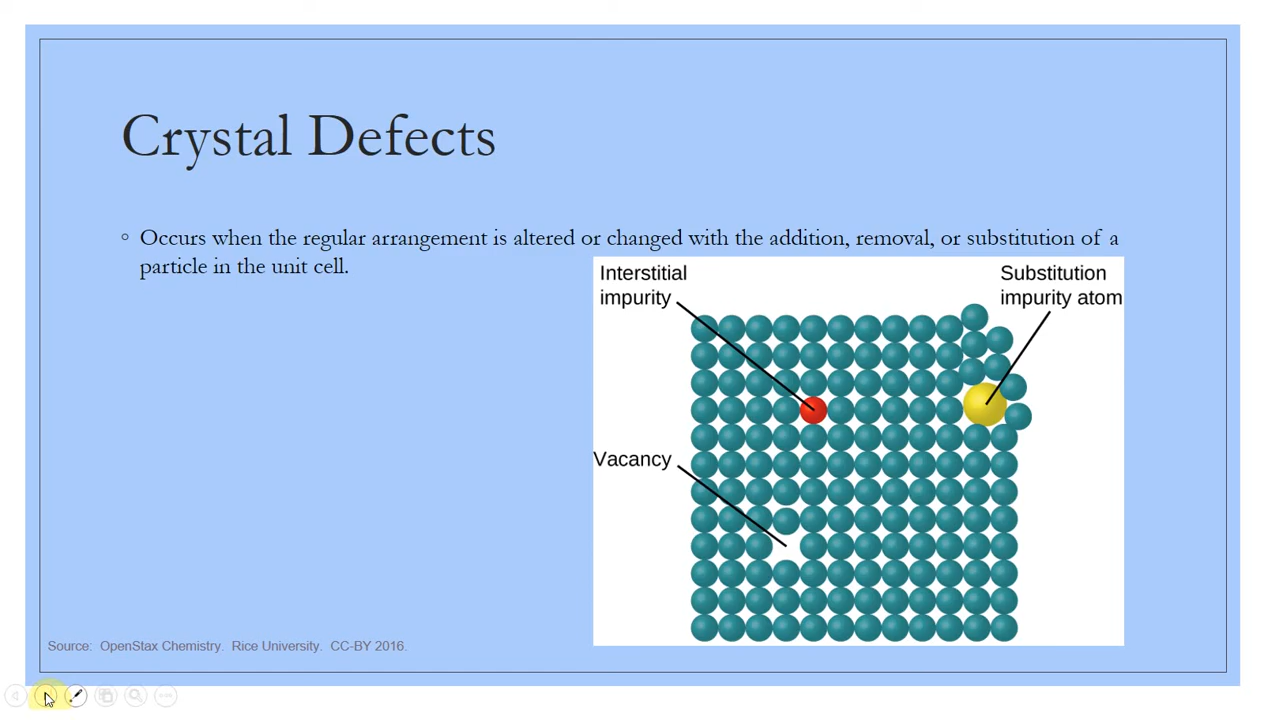 Crystal Defects
◦ Occurs when the regular arrangement is altered or changed with the addition, removal, or substitution of a
particle in the unit cell.
Interstitial
impurity
Substitution
impurity atom
Vacancy
Source: OpenStax Chemistry. Rice University. CC-BY 2016.